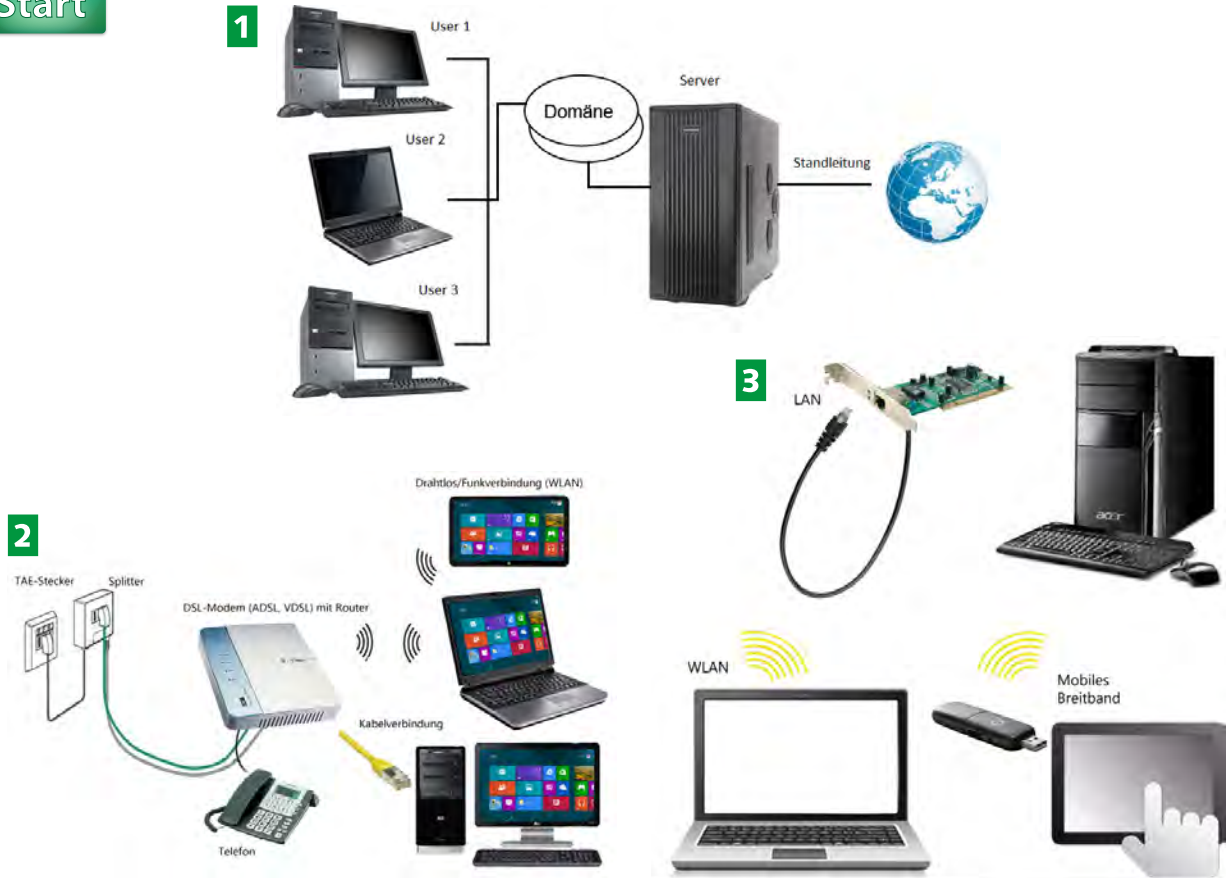 Start
1
User 1
User 2
User 3
Domäne
Server
Standleitung
2
TAE-Stecker
Splitter
DSL-Modem (ADSL, VDSL) mit Router
Telefon
Drahtlos/Funkverbindung (WLAN)
Kabelverbindung
3
LAN
acer
WLAN
Mobiles
Breitband